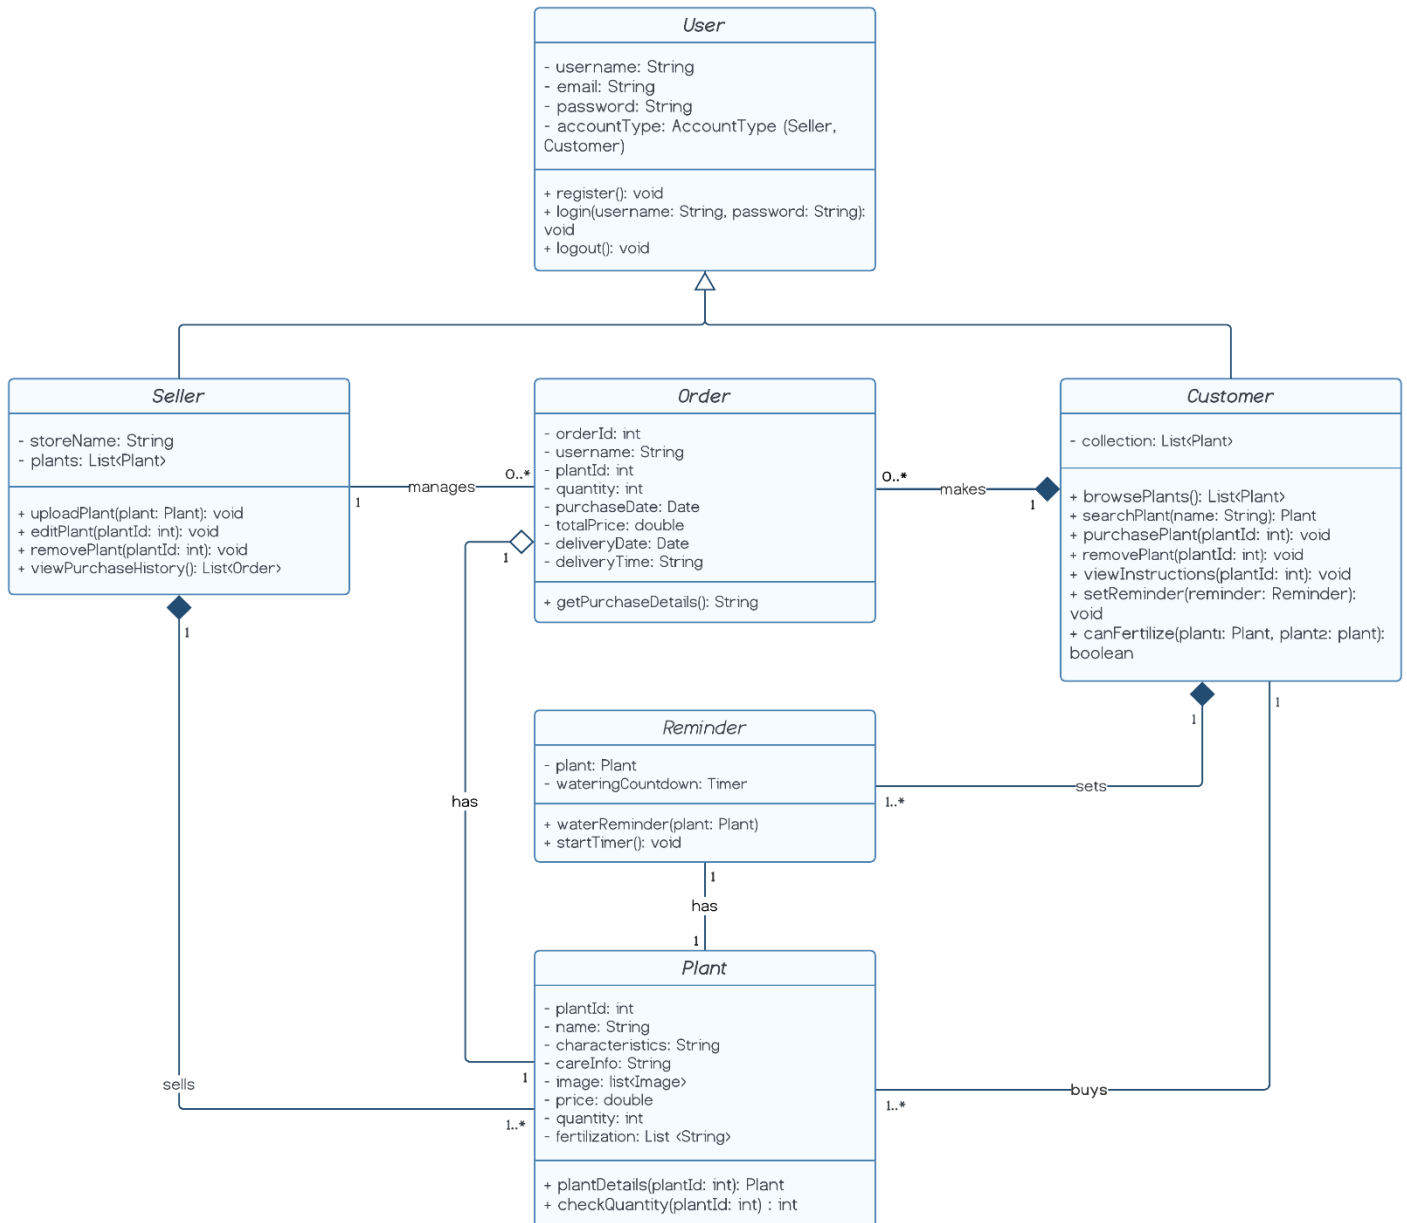 User
- username: String
- email: String
- password: String
- accountType: AccountType (Seller,
Customer)
+ register(): void
+ login(username: String, password: String):
void
+ logout(): void
Seller
- storeName: String
- plants: List<Plant>
+ uploadPlant(plant: Plant): void
+ editPlant(plantId: int): void
+ removePlant(plantId: int): void
+ viewPurchaseHistory(): List<Order>
1
manages
0..*
Order
- orderId: int
- username: String
- plantId: int
- quantity: int
- purchaseDate: Date
- totalPrice: double
- deliveryDate: Date
- deliveryTime: String
+ getPurchaseDetails(): String
0..*
makes
1
Customer
- collection: List<Plant>
+ browsePlants(): List<Plant>
+ searchPlant(name: String): Plant
+ purchasePlant(plantId: int): void
+ removePlant(plantId: int): void
+ viewInstructions(plantId: int): void
+ setReminder(reminder: Reminder):
void
+ canFertilize(plant1: Plant, plant2: plant):
boolean
1
1
1
1
Reminder
- plant: Plant
- wateringCountdown: Timer
+ waterReminder(plant: Plant)
+ startTimer(): void
1..*
sets
has
1
has
1
Plant
- plantId: int
- name: String
- characteristics: String
- careInfo: String
- image: list<Image>
- price: double
- quantity: int
- fertilization: List <String>
+ plantDetails(plantId: int): Plant
+ checkQuantity(plantId: int) : int
1
sells
1..*
1..*
buys